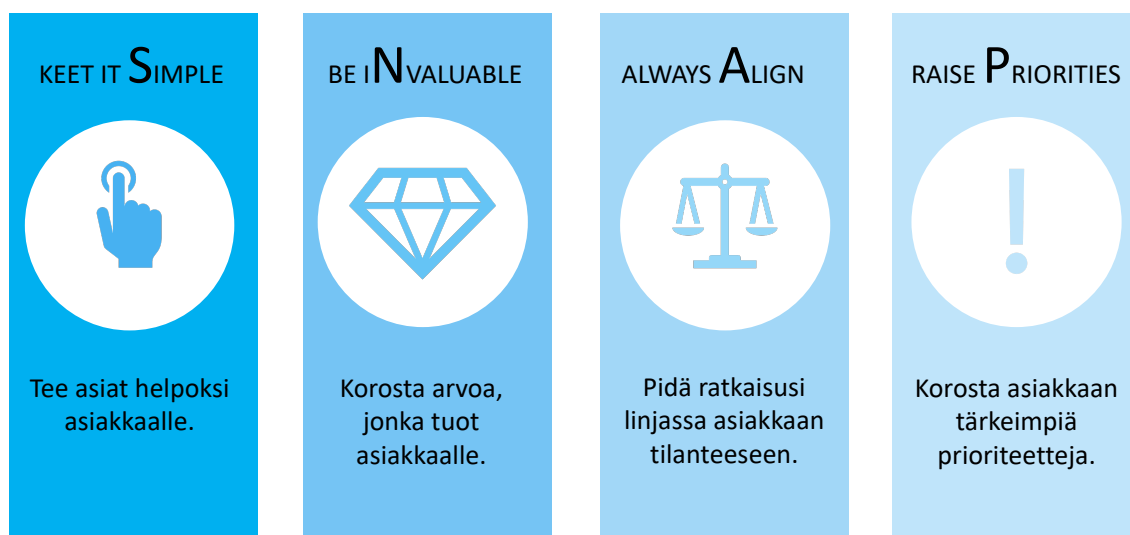 KEET IT SIMPLE
Tee asiat helpoksi
asiakkaalle.
BE INVALUABLE
Korosta arvoa,
jonka tuot
asiakkaalle.
ALWAYS ALIGN
Pidä ratkaisusi
linjassa asiakkaan
tilanteeseen.
RAISE PRIORITIES
Korosta asiakkaan
tärkeimpiä
prioriteetteja.